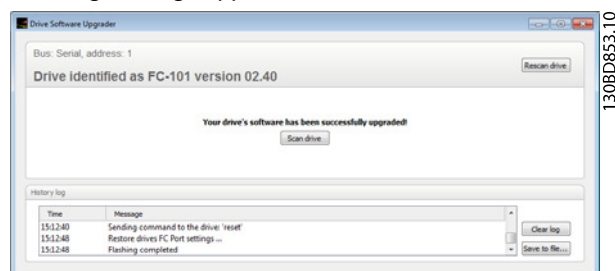 Drive Software Upgrader
Bus: Serial, address: 1
Drive identified as FC-101 version 02.40
Rescan drive
Your drive's software has been successfully upgraded!
Scan drive
History log
Time Message
15:12:40 Sending command to the drive: 'reset'
15:12:48 Restore drives FC Port settings ...
15:12:48 Flashing completed
Clear log
Save to file...
130BD853.10